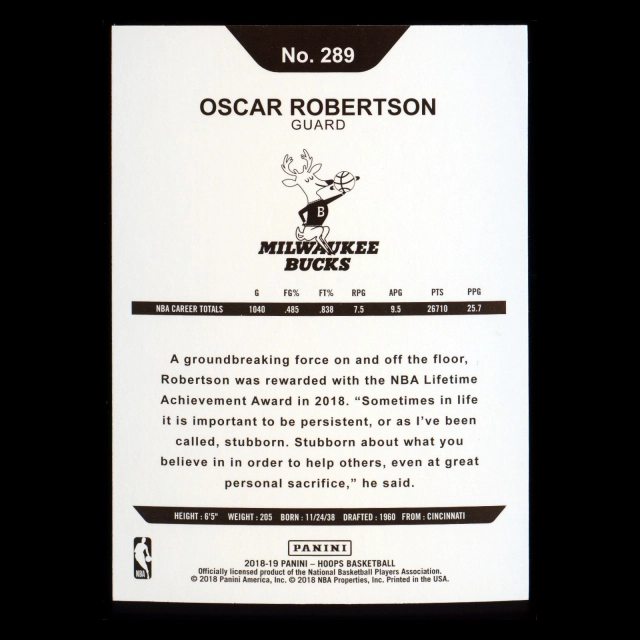 No. 289
OSCAR ROBERTSON
GUARD
B
MILWAUKEE
BUCKS
G FG% FT% RPG APG PTS PPG
NBA CAREER TOTALS 1040 .485 .838 7.5 9.5 26710 25.7
A groundbreaking force on and off the floor,
Robertson was rewarded with the NBA Lifetime
Achievement Award in 2018. “Sometimes in life
it is important to be persistent, or as I’ve been
called, stubborn. Stubborn about what you
believe in in order to help others, even at great
personal sacrifice,” he said.
HEIGHT : 6'5" WEIGHT : 205 BORN : 11/24/38 DRAFTED : 1960 FROM : CINCINNATI
PANINI
2018-19 PANINI – HOOPS BASKETBALL
Officially licensed product of the National Basketball Players Association.
© 2018 Panini America, Inc. © 2018 NBA Properties, Inc. Printed in the USA.
NBA